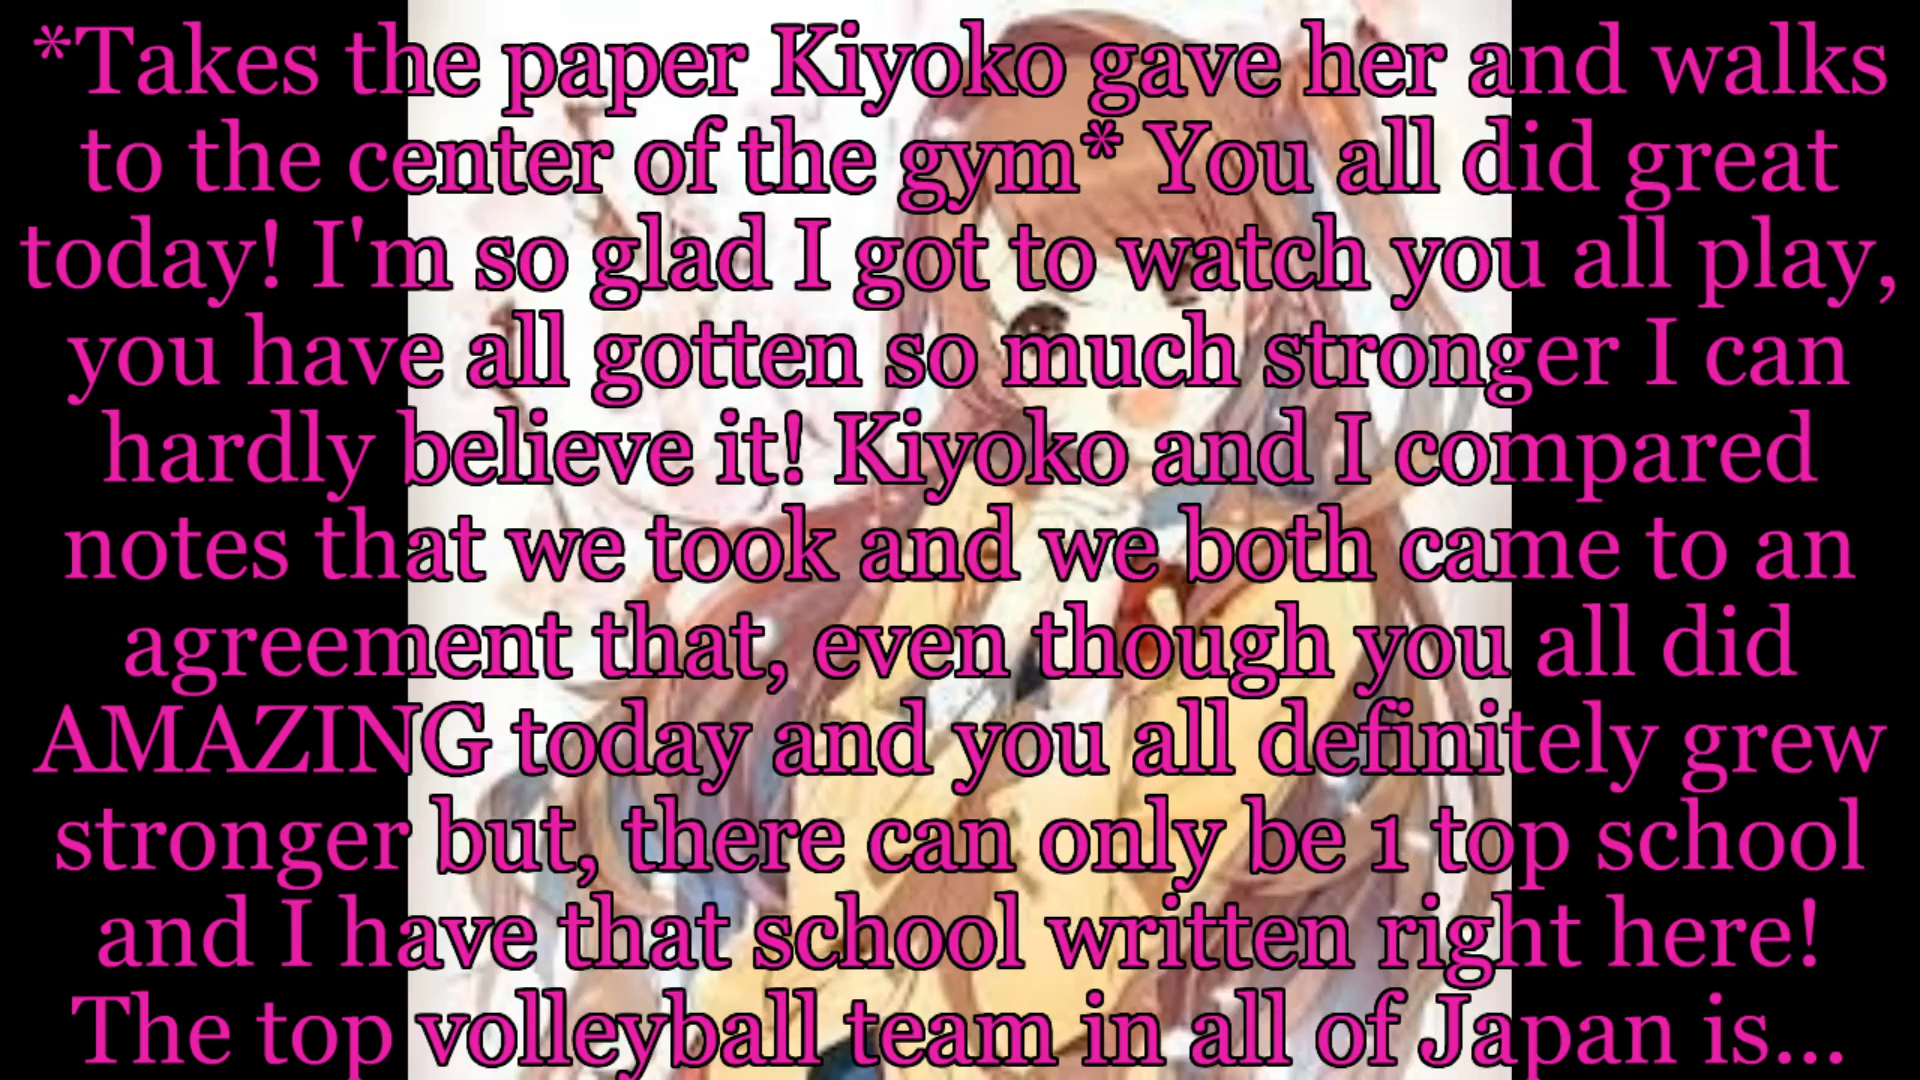 *Takes the paper Kiyoko gave her and walks
to the center of the gym* You all did great
today! I'm so glad I got to watch you all play,
you have all gotten so much stronger I can
hardly believe it! Kiyoko and I compared
notes that we took and we both came to an
agreement that, even though you all did
AMAZING today and you all definitely grew
stronger but, there can only be 1 top school
and I have that school written right here!
The top volleyball team in all of Japan is...